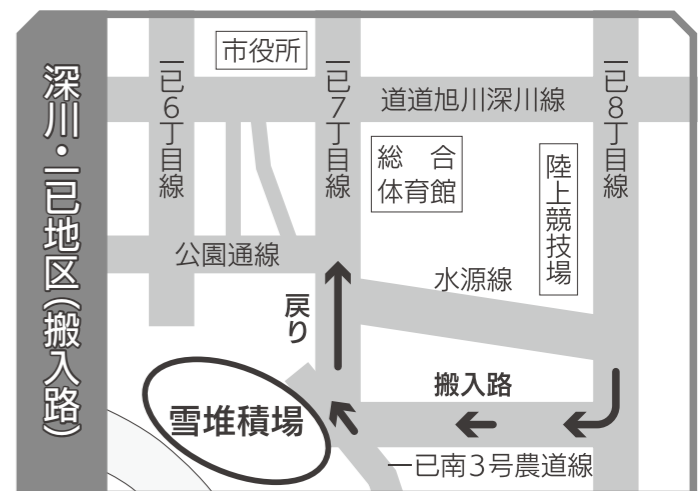 深川・一已地区（搬入路）
市役所
一已6丁目線
一已7丁目線
一已8丁目線
道道旭川深川線
総　合
体育館
陸上競技場
公園通線
水源線
戻り
搬入路
雪堆積場
一已南3号農道線